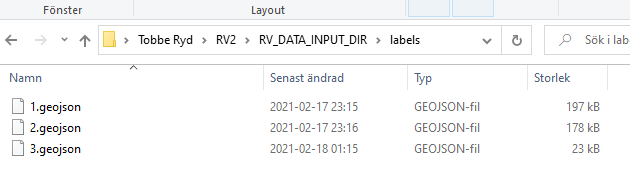 Fönster Layout
Tobbe Ryd > RV2 > RV_DATA_INPUT_DIR > labels Sök i lab
Namn Senast ändrad Typ Storlek
1.geojson 2021-02-17 23:15 GEOJSON-fil 197 kB
2.geojson 2021-02-17 23:16 GEOJSON-fil 178 kB
3.geojson 2021-02-18 01:15 GEOJSON-fil 23 kB